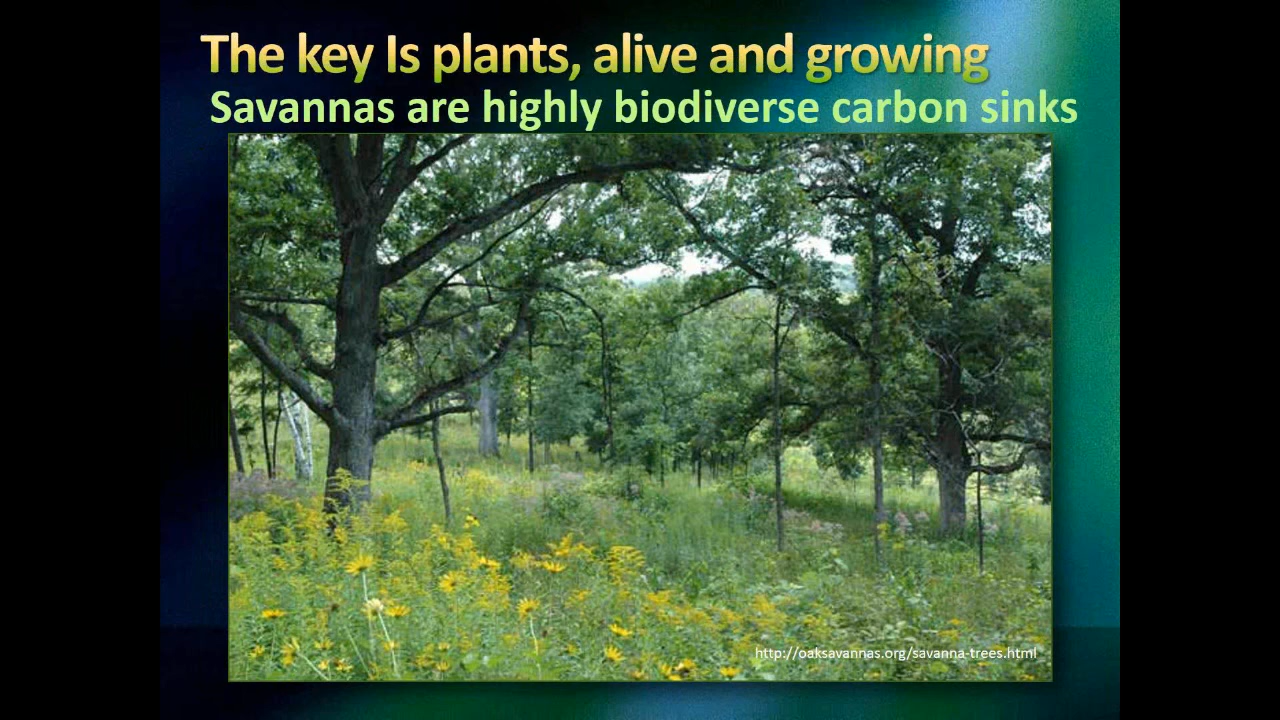 The key Is plants, alive and growing
Savannas are highly biodiverse carbon sinks
http://oaksavannas.org/savanna-trees.html